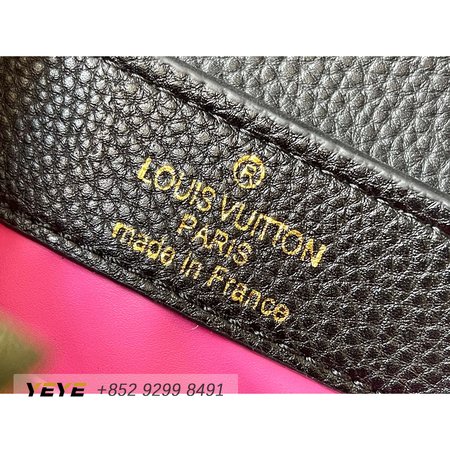 ®
LOUIS VUITTON
PARIS
made in France
YEYE +852 9299 8491